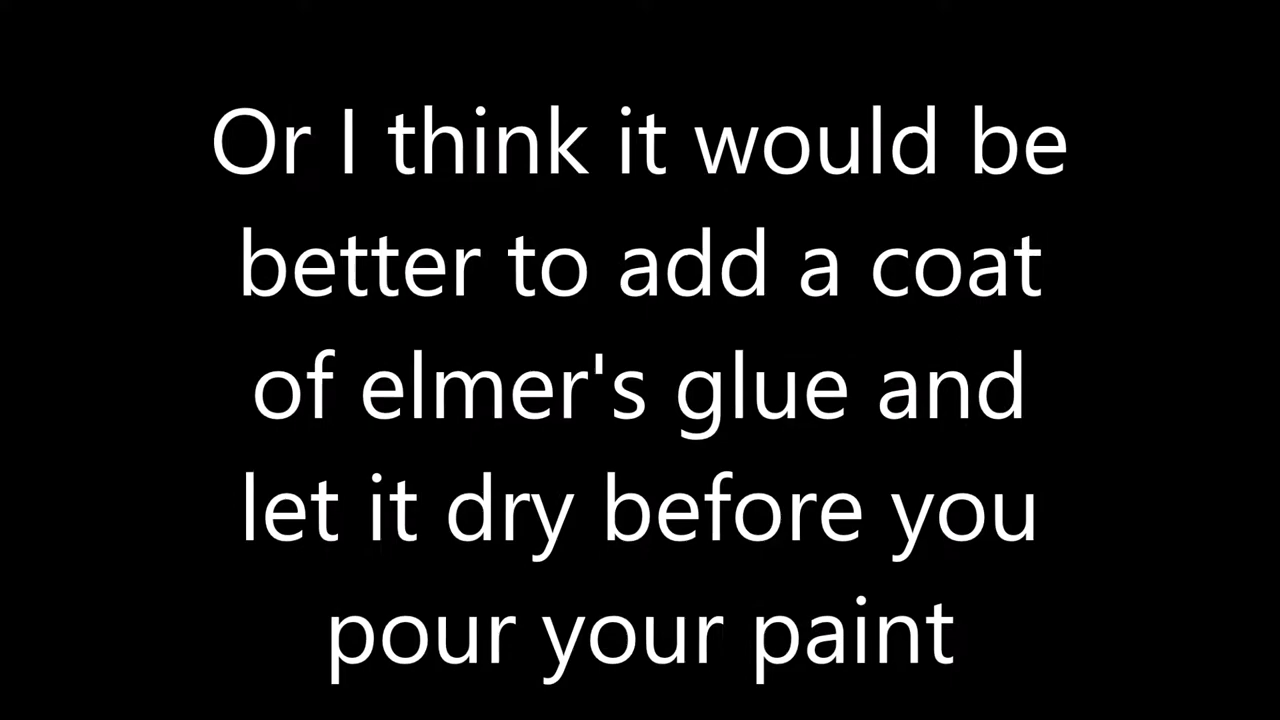 Or I think it would be
better to add a coat
of elmer's glue and
let it dry before you
pour your paint